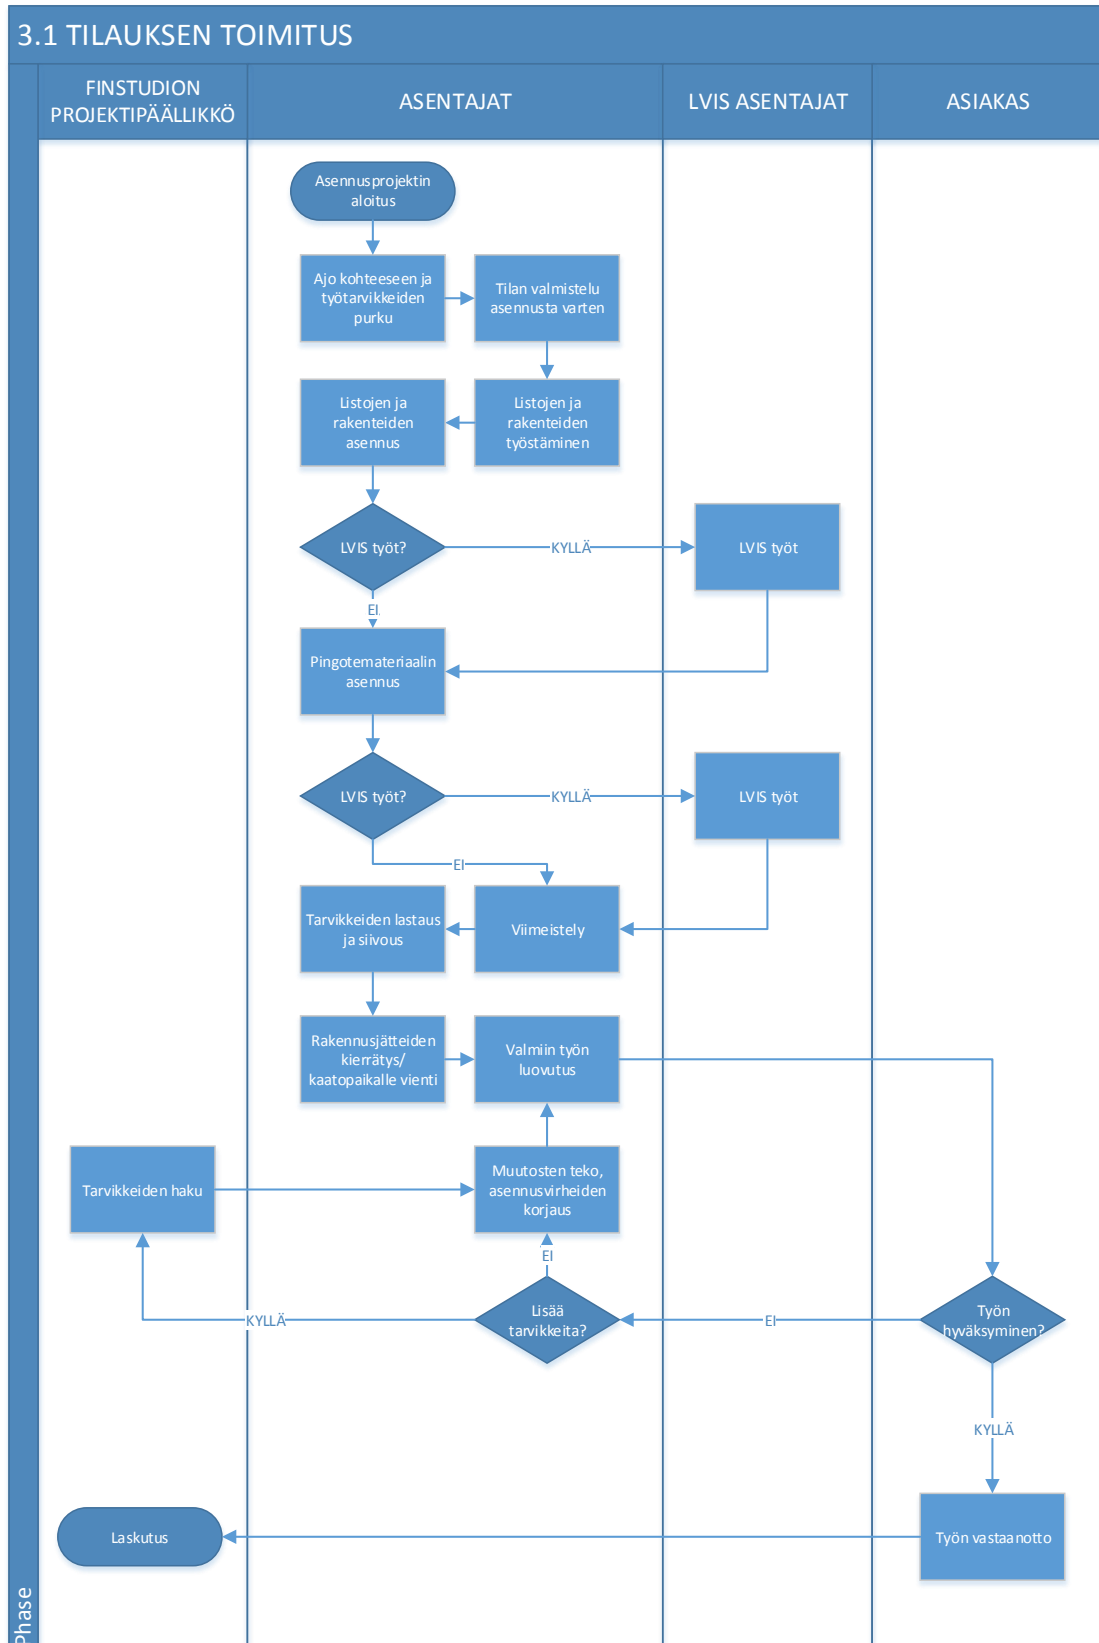 3.1 TILAUKSEN TOIMITUS
FINSTUDION
PROJEKTIPÄÄLLIKKÖ
ASENTAJAT
LVIS ASENTAJAT
ASIAKAS
Asennusprojektin
aloitus
Ajo kohteeseen ja
työtarvikkeiden
purku
Tilan valmistelu
asennusta varten
Listojen ja
rakenteiden
asennus
Listojen ja
rakenteiden
työstäminen
LVIS työt?
KYLLÄ
LVIS työt
EI
Pingotemateriaalin
asennus
LVIS työt?
KYLLÄ
LVIS työt
EI
Tarvikkeiden lastaus
ja siivous
Viimeistely
Rakennusjätteiden
kierrätys/
kaatopaikalle vienti
Valmiin työn
luovutus
Tarvikkeiden haku
Muutosten teko,
asennusvirheiden
korjaus
EI
KYLLÄ
Lisää
tarvikkeita?
EI
Työn
hyväksyminen?
KYLLÄ
Laskutus
Työn vastaanotto
Phase